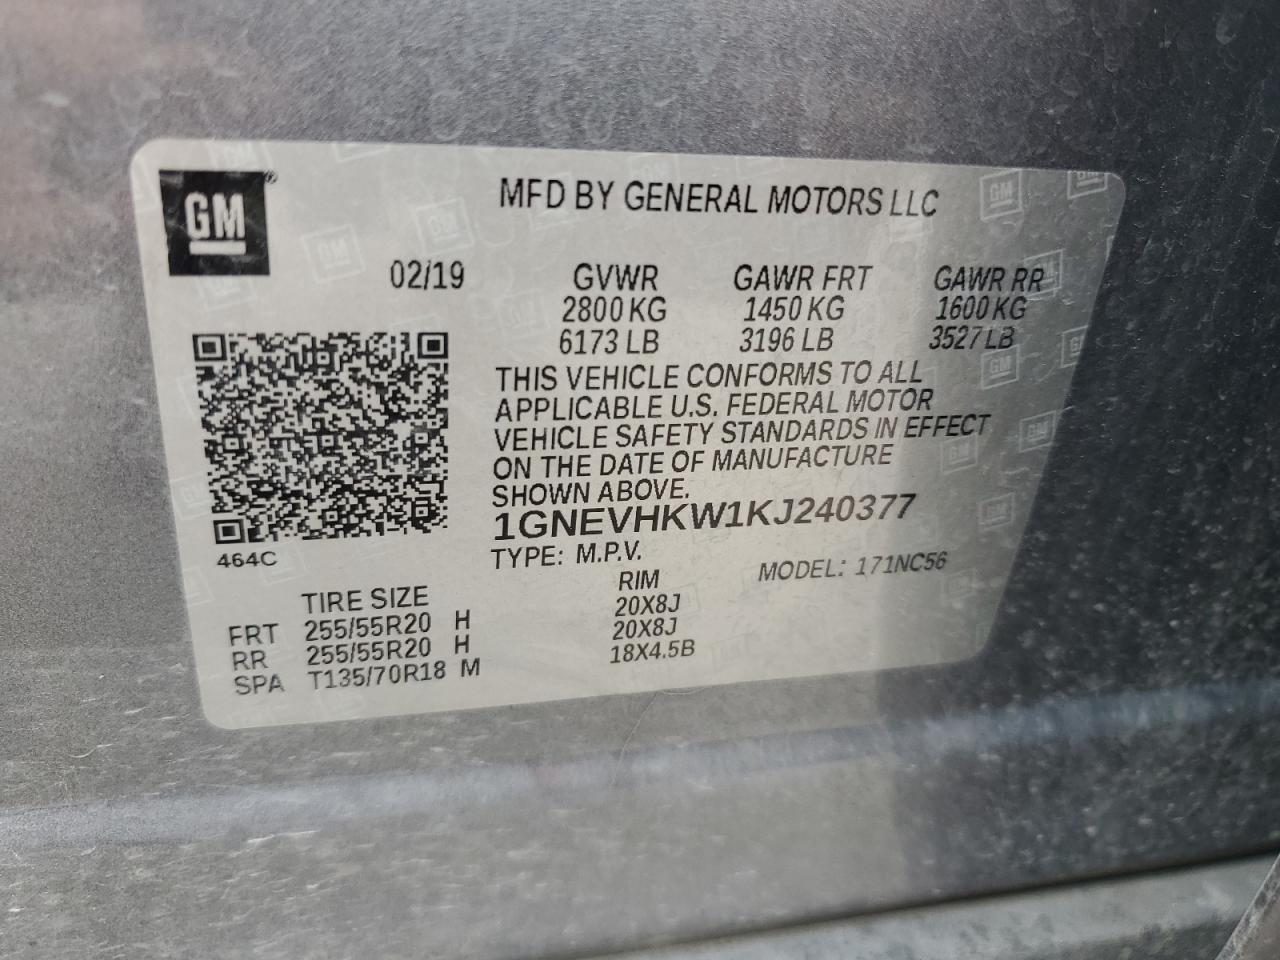 GM
MFD BY GENERAL MOTORS LLC
02/19 GVWR GAWR FRT GAWR RR
2800 KG 1450 KG 1600 KG
6173 LB 3196 LB 3527 LB
THIS VEHICLE CONFORMS TO ALL
APPLICABLE U.S. FEDERAL MOTOR
VEHICLE SAFETY STANDARDS IN EFFECT
ON THE DATE OF MANUFACTURE
SHOWN ABOVE.
1GNEVHKW1KJ240377
464C
TYPE: M.P.V. MODEL: 171NC56
TIRE SIZE RIM
FRT 255/55R20 H 20X8J
RR 255/55R20 H 20X8J
SPA T135/70R18 M 18X4.5B